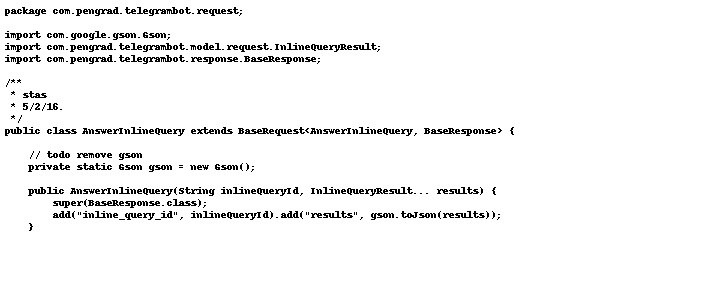 package com.pengrad.telegrambot.request;

import com.google.gson.Gson;
import com.pengrad.telegrambot.model.request.InlineQueryResult;
import com.pengrad.telegrambot.response.BaseResponse;

/**
 * stas
 * 5/2/16.
 */
public class AnswerInlineQuery extends BaseRequest<AnswerInlineQuery, BaseResponse> {

    // todo remove gson
    private static Gson gson = new Gson();

    public AnswerInlineQuery(String inlineQueryId, InlineQueryResult... results) {
        super(BaseResponse.class);
        add("inline_query_id", inlineQueryId).add("results", gson.toJson(results));
    }